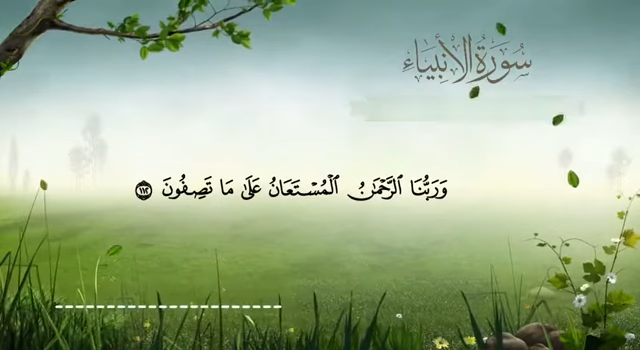 سُورَةُ الأَنبِيَاء
وَرَبُّنَا ٱلرَّحْمَٰنُ ٱلْمُسْتَعَانُ عَلَىٰ مَا تَصِفُونَ ١١٢